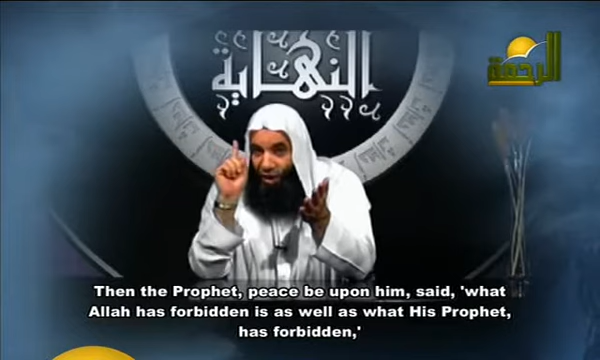 النهاية
الرحمة
Then the Prophet, peace be upon him, said, 'what
Allah has forbidden is as well as what His Prophet,
has forbidden,'